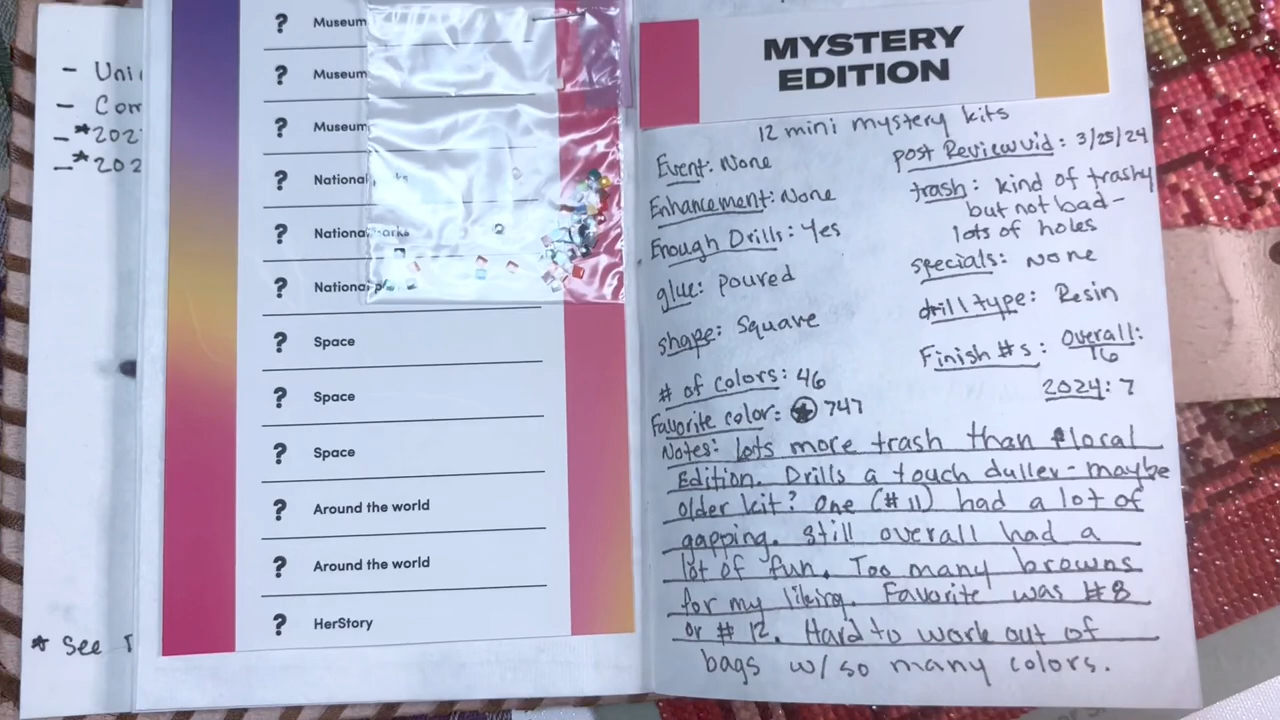 - Uni
- Com
- *202
- *202
* See
? Museum
? Museum
? Museum
? National
? National Parks
? National
? Space
? Space
? Space
? Around the world
? Around the world
? HerStory
MYSTERY
EDITION
12 mini mystery kits
Event: None
Enhancement: None
Enough Drills: Yes
glue: poured
shape: Square
# of colors: 46
Favorite color: ★ 747
post Review vid: 3/25/24
trash: kind of trashy
but not bad-
lots of holes
specials: None
drill type: Resin
Finish #s: Overall:
16
2024: 7
Notes: Lots more trash than Floral
Edition. Drills a touch duller - maybe
older kit? One (#11) had a lot of
gapping. Still overall had a
lot of fun. Too many browns
for my liking. Favorite was #8
or #12. Hard to work out of
bags w/ so many colors.